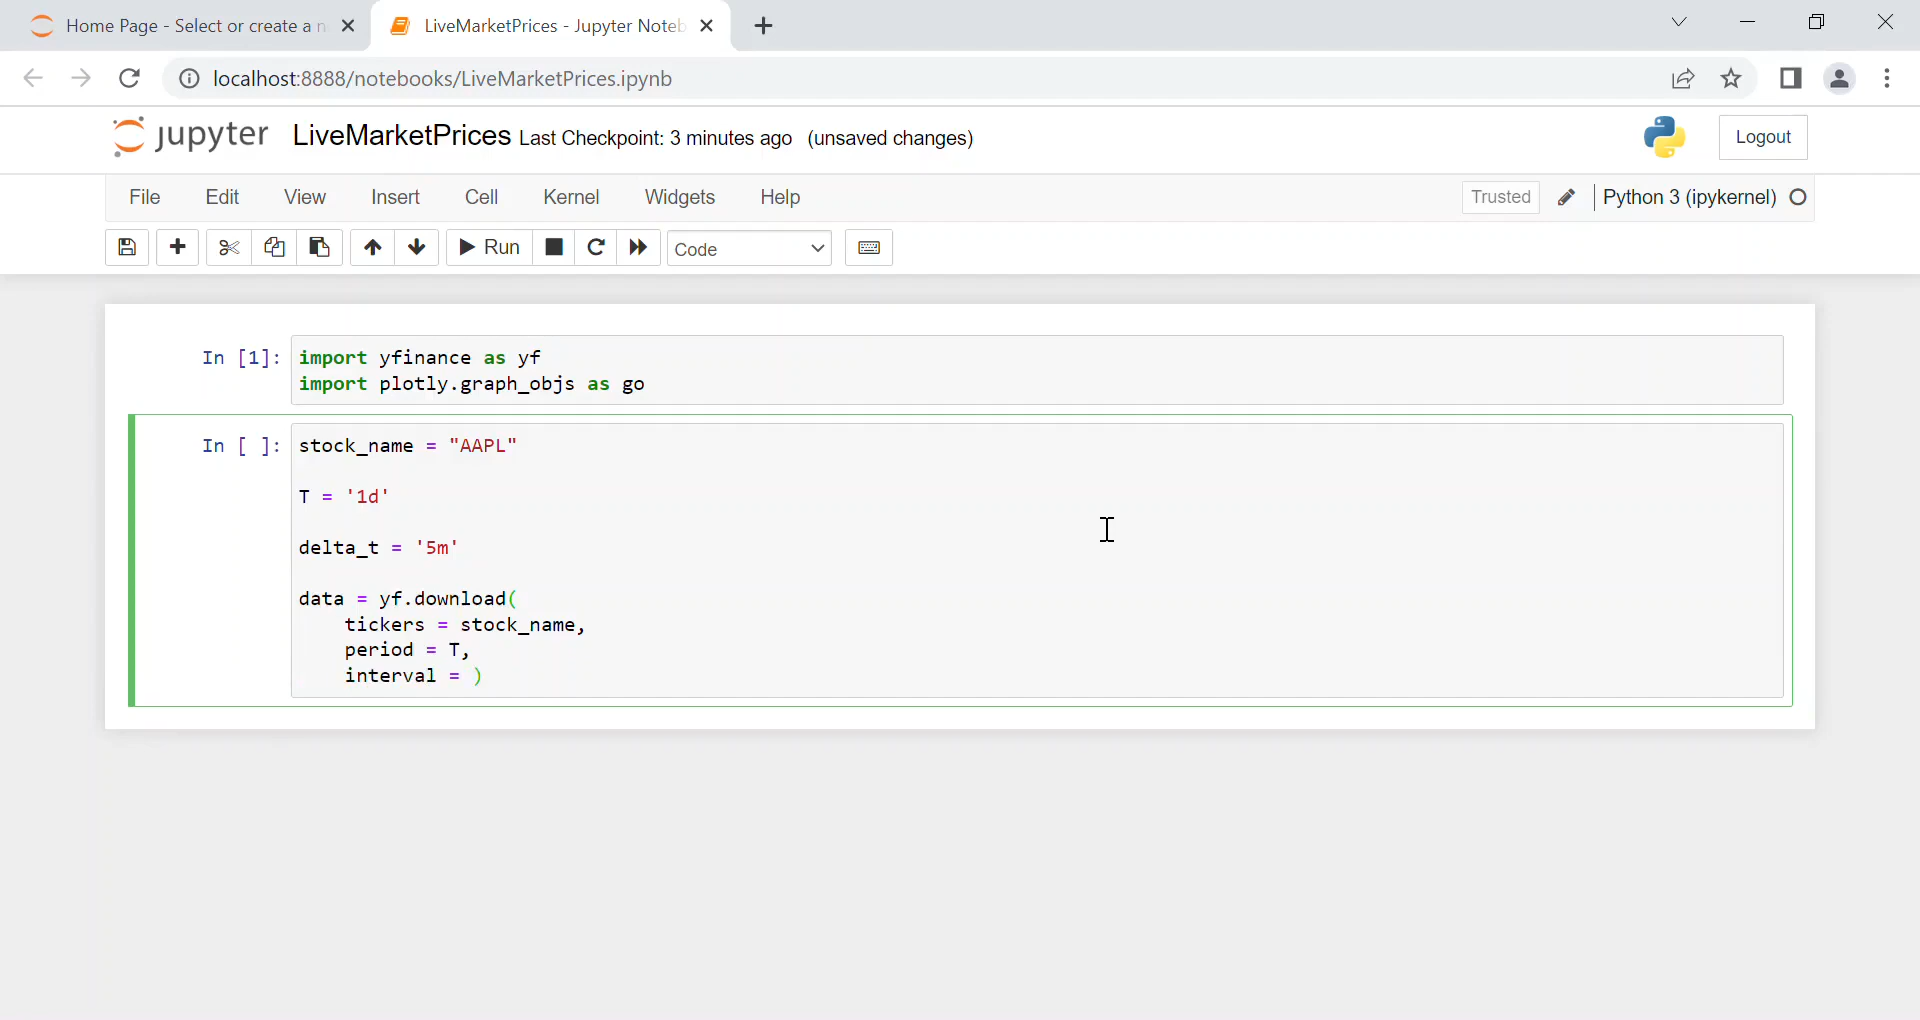 Home Page - Select or create a n
LiveMarketPrices - Jupyter Noteb
localhost:8888/notebooks/LiveMarketPrices.ipynb
jupyter LiveMarketPrices Last Checkpoint: 3 minutes ago (unsaved changes)
Logout
File Edit View Insert Cell Kernel Widgets Help
Trusted Python 3 (ipykernel)
Run Code
In [1]: import yfinance as yf
import plotly.graph_objs as go
In [ ]: stock_name = "AAPL"
T = '1d'
delta_t = '5m'
data = yf.download(
tickers = stock_name,
period = T,
interval = )